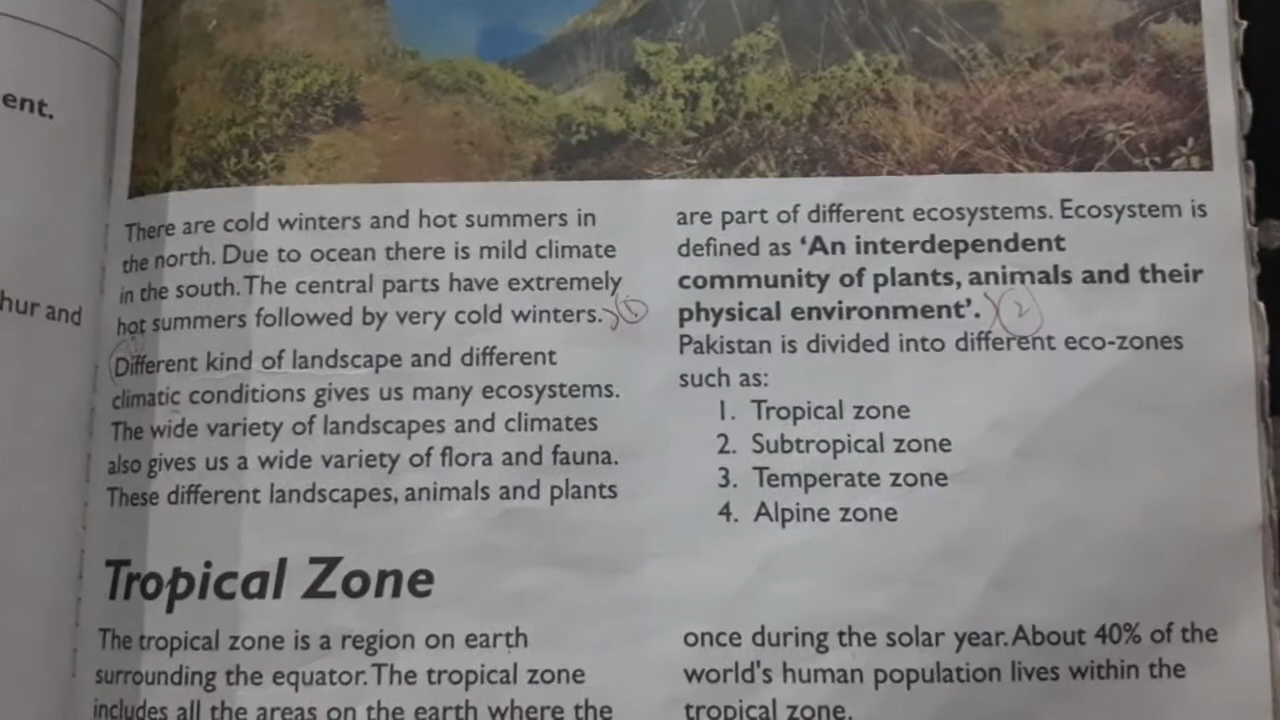 ent.
hur and
There are cold winters and hot summers in
the north. Due to ocean there is mild climate
in the south. The central parts have extremely
hot summers followed by very cold winters.
1
Different kind of landscape and different
climatic conditions gives us many ecosystems.
The wide variety of landscapes and climates
also gives us a wide variety of flora and fauna.
These different landscapes, animals and plants
are part of different ecosystems. Ecosystem is
defined as ‘An interdependent
community of plants, animals and their
physical environment’.
2
Pakistan is divided into different eco-zones
such as:
1. Tropical zone
2. Subtropical zone
3. Temperate zone
4. Alpine zone
Tropical Zone
The tropical zone is a region on earth
surrounding the equator. The tropical zone
includes all the areas on the earth where the
once during the solar year. About 40% of the
world's human population lives within the
tropical zone.